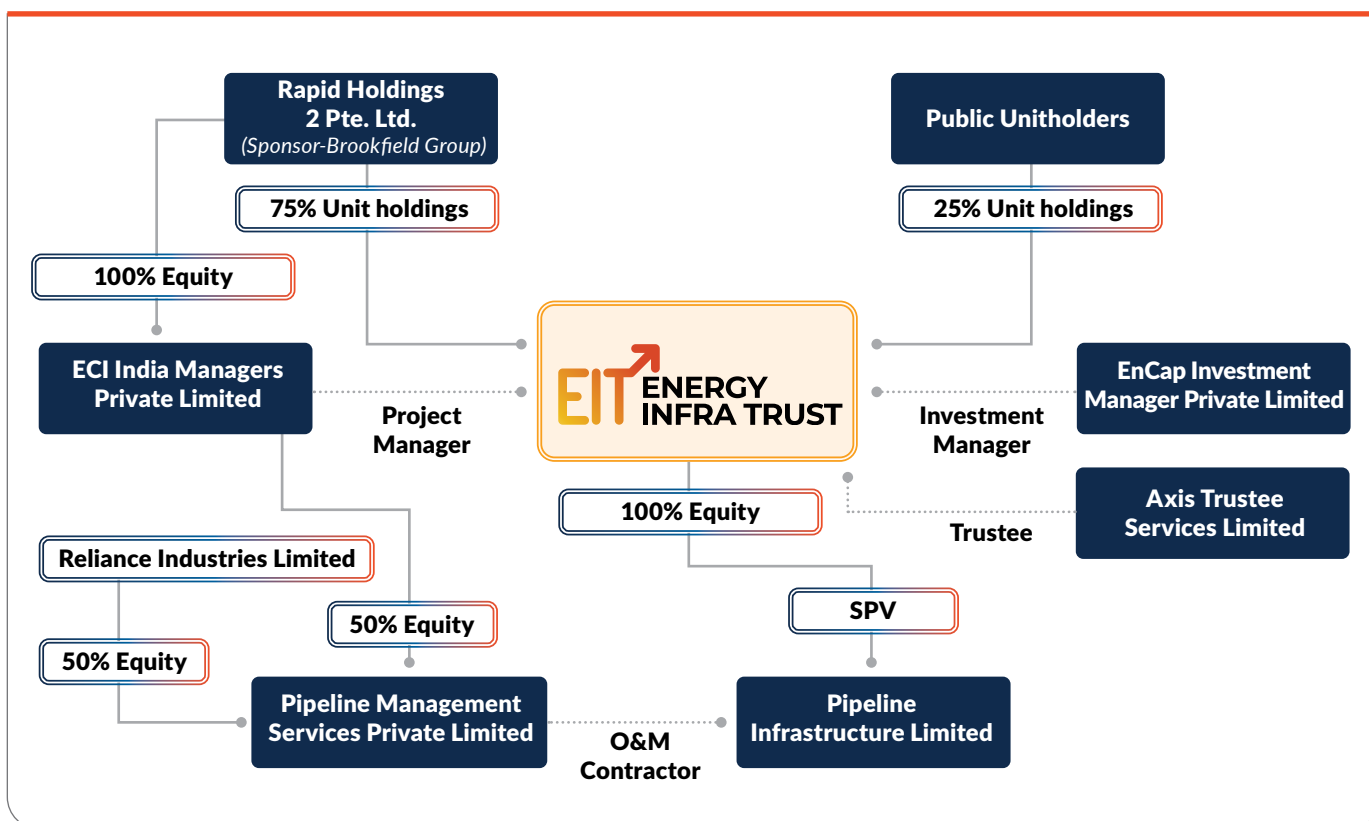 Rapid Holdings
2 Pte. Ltd.
(Sponsor-Brookfield Group)
Public Unitholders
75% Unit holdings
25% Unit holdings
100% Equity
ECI India Managers
Private Limited
Project
Manager
EIT ENERGY
INFRA TRUST
Investment
Manager
EnCap Investment
Manager Private Limited
100% Equity
Trustee
Axis Trustee
Services Limited
Reliance Industries Limited
50% Equity
50% Equity
SPV
Pipeline Management
Services Private Limited
O&M
Contractor
Pipeline
Infrastructure Limited